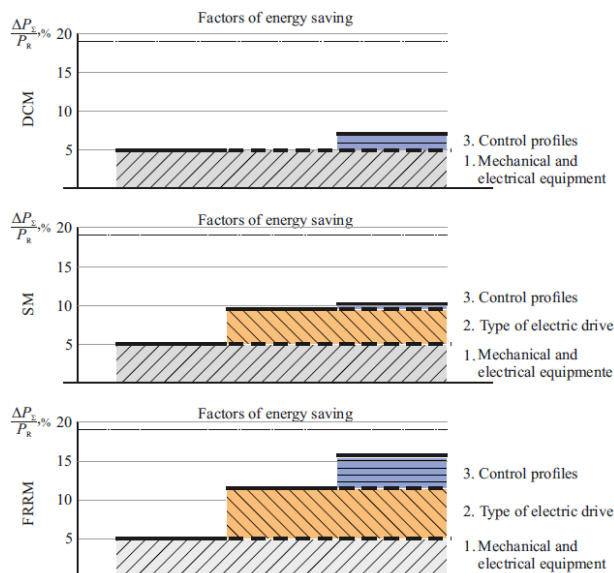 Factors of energy saving
ΔP_Σ/P_R, %
20
15
10
5
DCM
3. Control profiles
1. Mechanical and
electrical equipment
Factors of energy saving
ΔP_Σ/P_R, %
20
15
10
5
SM
3. Control profiles
2. Type of electric drive
1. Mechanical and
electrical equipmente
Factors of energy saving
ΔP_Σ/P_R, %
20
15
10
5
FRRM
3. Control profiles
2. Type of electric drive
1. Mechanical and
electrical equipment